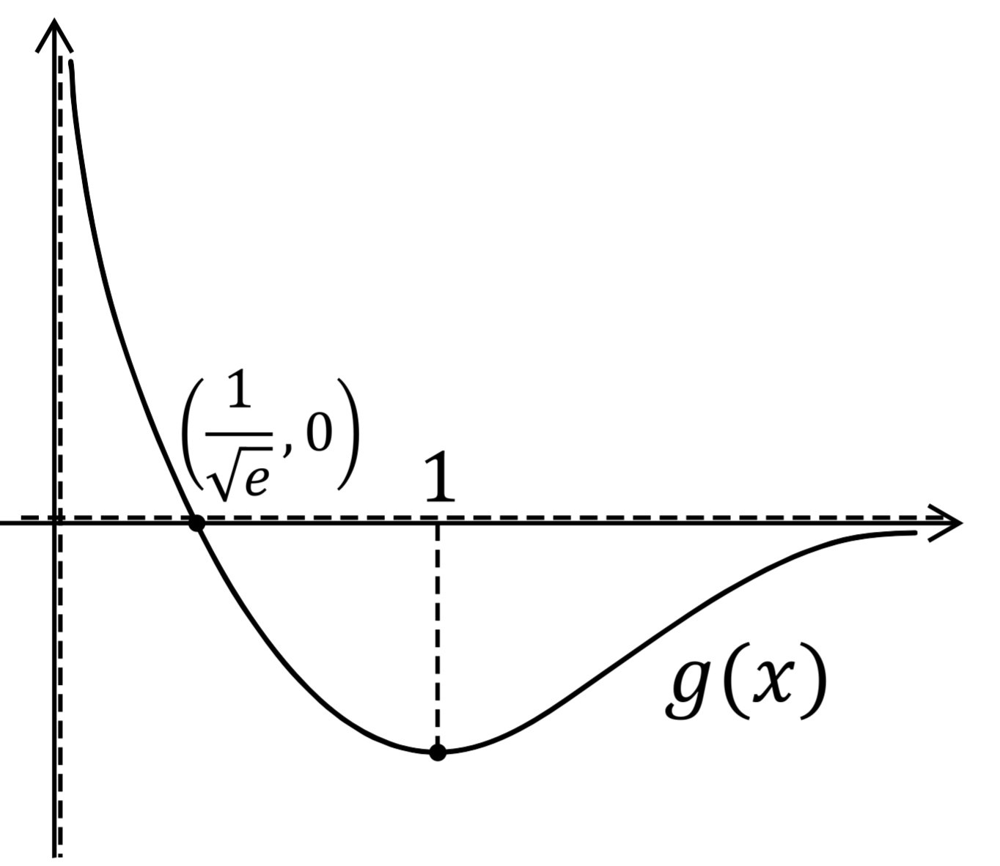 (1/√e, 0)
1
g(x)